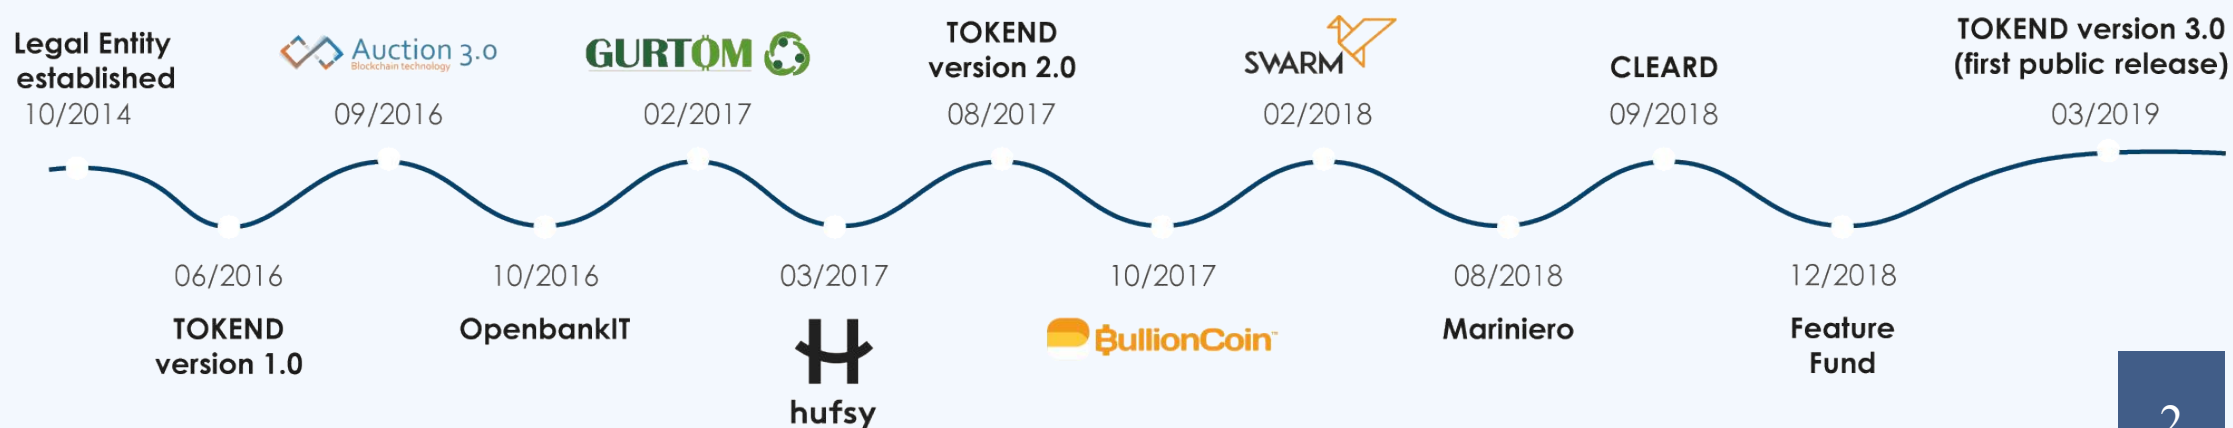 Legal Entity
established
10/2014
06/2016
TOKEND
version 1.0
Auction 3.0
Blockchain technology
09/2016
10/2016
OpenbankIT
GURTOM
02/2017
03/2017
hufsy
TOKEND
version 2.0
08/2017
10/2017
BullionCoin™
SWARM
02/2018
08/2018
Mariniero
CLEARD
09/2018
12/2018
Feature
Fund
TOKEND version 3.0
(first public release)
03/2019
2